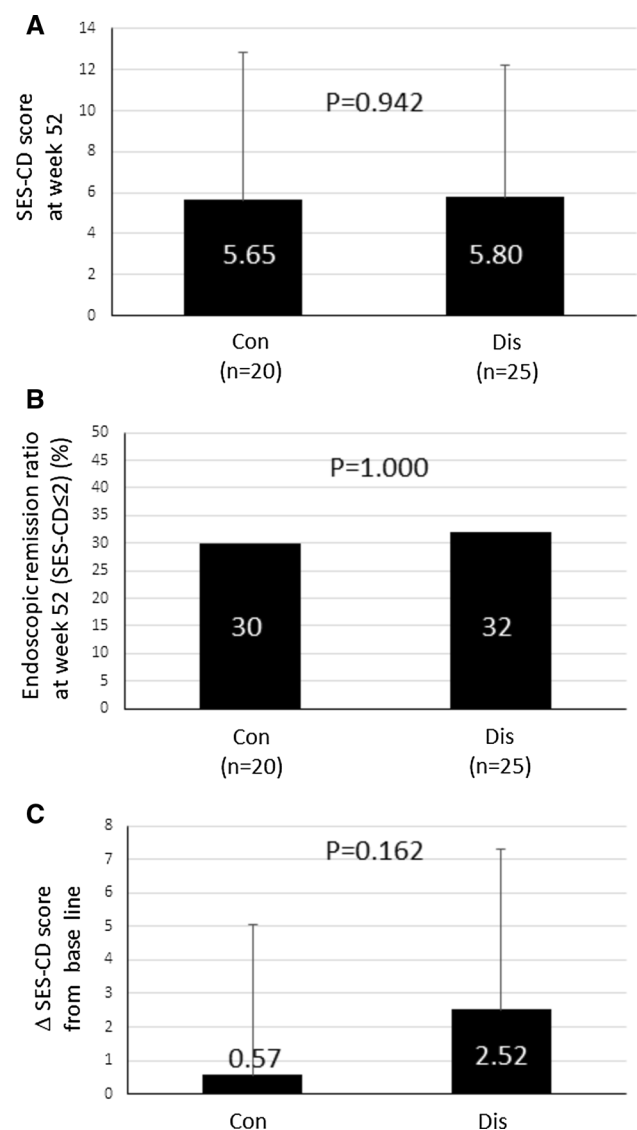 A
SES-CD score
at week 52
14
12
10
8
6
4
2
0
P=0.942
5.65
5.80
Con
(n=20)
Dis
(n=25)
B
Endoscopic remission ratio
at week 52 (SES-CD≤2) (%)
50
45
40
35
30
25
20
15
10
5
0
P=1.000
30
32
Con
(n=20)
Dis
(n=25)
C
Δ SES-CD score
from base line
8
7
6
5
4
3
2
1
0
P=0.162
0.57
2.52
Con
Dis